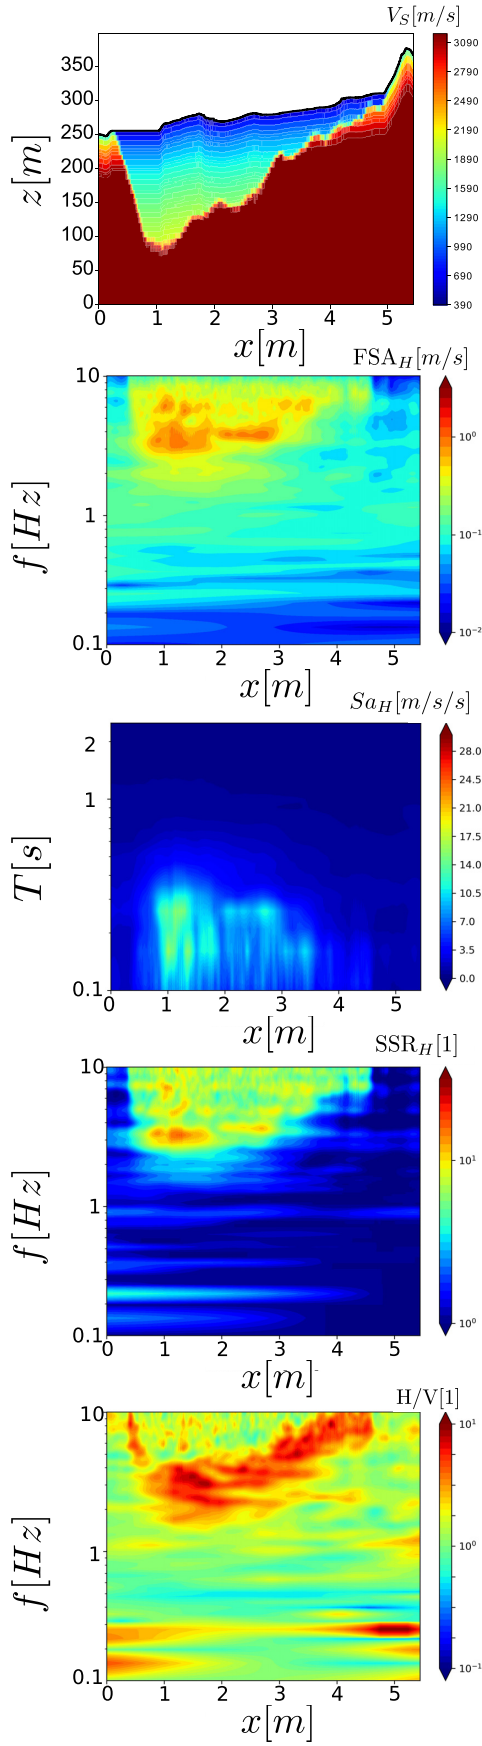 V_S[m/s]
350
300
250
200
150
100
50
0
z[m]
3090
2790
2490
2190
1890
1590
1290
990
690
390
0 1 2 3 4 5
x[m]
FSA_H[m/s]
10
1
0.1
f[Hz]
10^0
10^-1
10^-2
0 1 2 3 4 5
x[m]
Sa_H[m/s/s]
2
1
0.1
T[s]
28.0
24.5
21.0
17.5
14.0
10.5
7.0
3.5
0.0
0 1 2 3 4 5
x[m]
SSR_H[1]
10
1
0.1
f[Hz]
10^1
10^0
0 1 2 3 4 5
x[m]
H/V[1]
10
1
0.1
f[Hz]
10^1
10^0
10^-1
0 1 2 3 4 5
x[m]